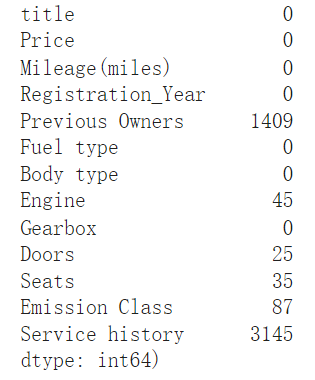 title 0
Price 0
Mileage(miles) 0
Registration_Year 0
Previous Owners 1409
Fuel type 0
Body type 0
Engine 45
Gearbox 0
Doors 25
Seats 35
Emission Class 87
Service history 3145
dtype: int64)